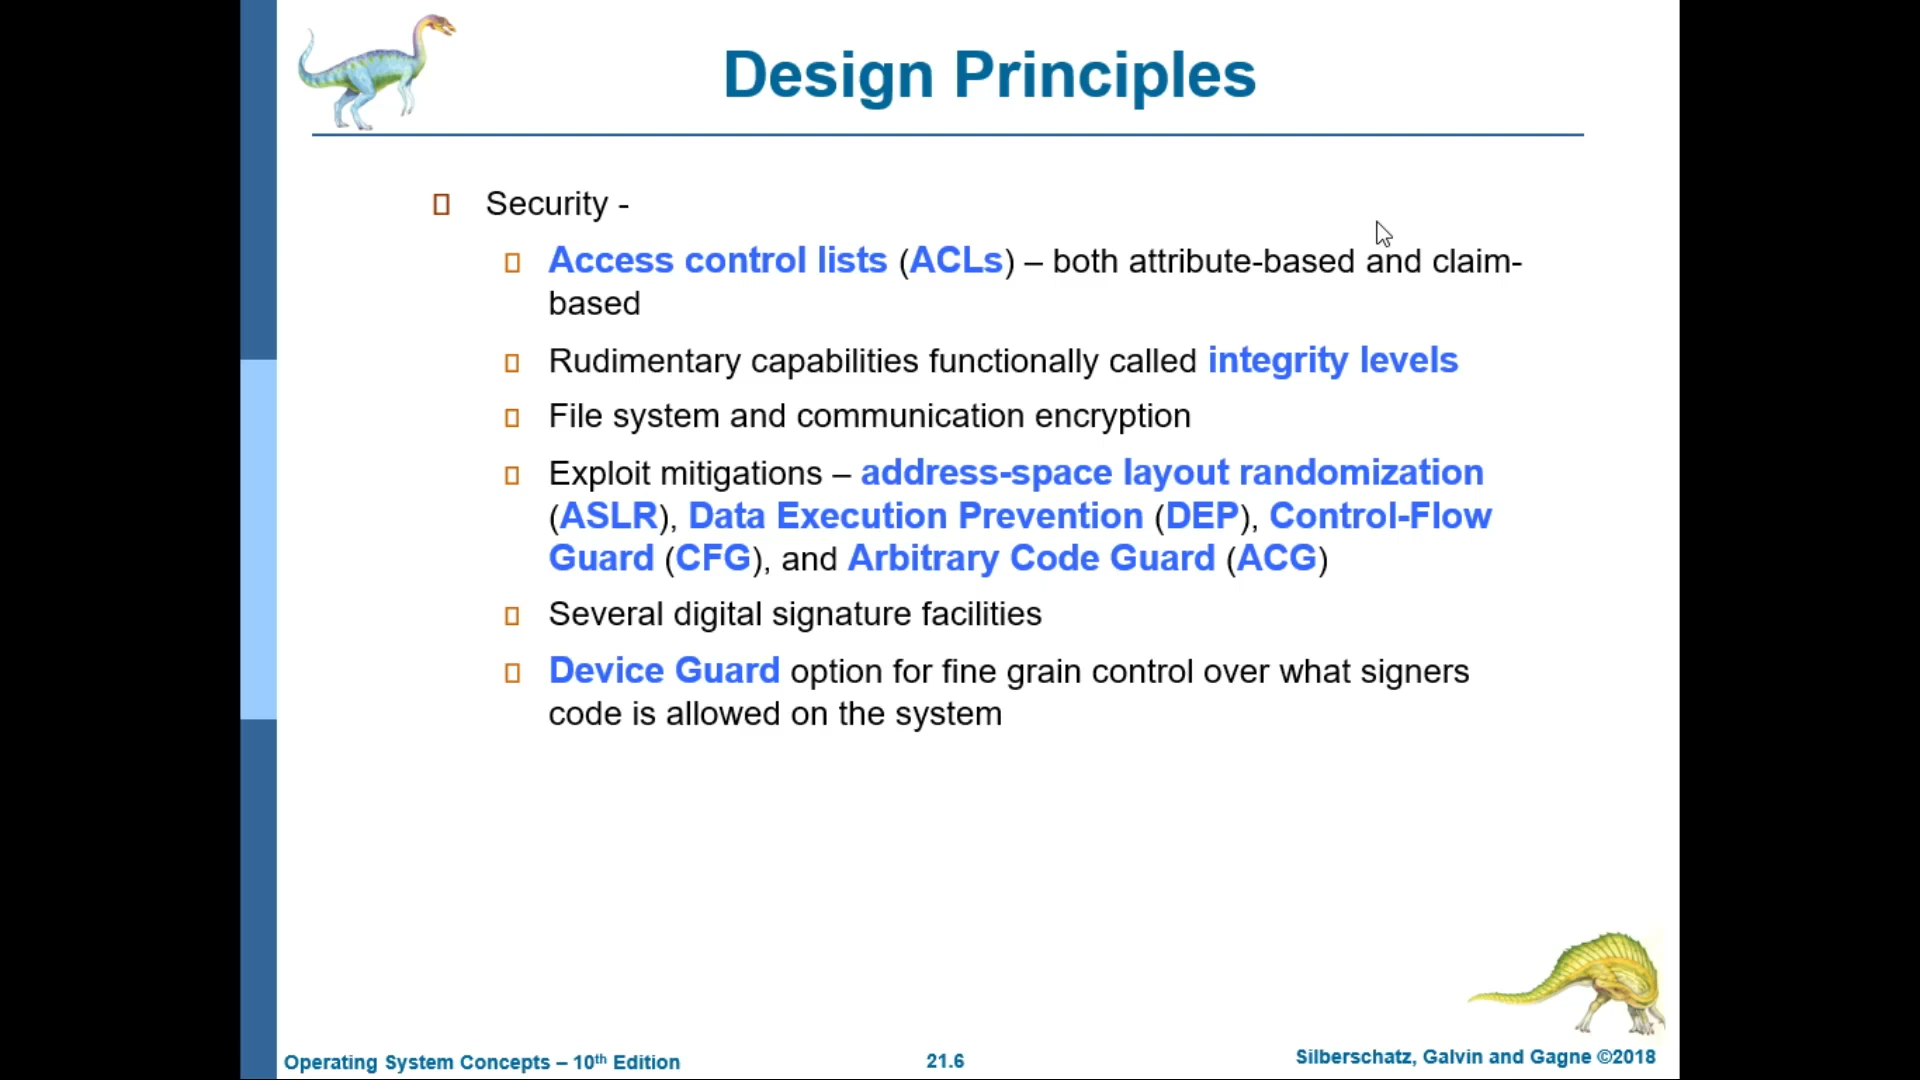 Design Principles
Security -
Access control lists (ACLs) – both attribute-based and claim-
based
Rudimentary capabilities functionally called integrity levels
File system and communication encryption
Exploit mitigations – address-space layout randomization
(ASLR), Data Execution Prevention (DEP), Control-Flow
Guard (CFG), and Arbitrary Code Guard (ACG)
Several digital signature facilities
Device Guard option for fine grain control over what signers
code is allowed on the system
Operating System Concepts – 10th Edition
21.6
Silberschatz, Galvin and Gagne ©2018